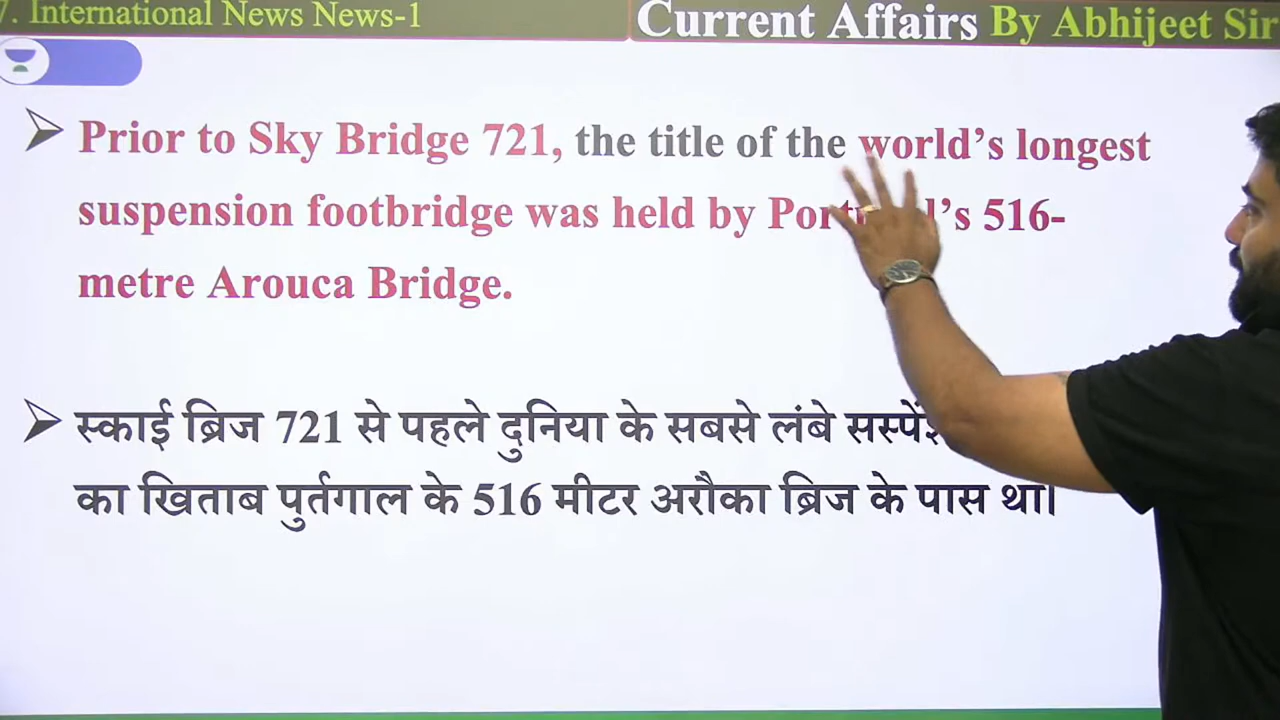 7. International News News-1
Current Affairs By Abhijeet Sir
Prior to Sky Bridge 721, the title of the world's longest
suspension footbridge was held by 's 516-
metre Arouca Bridge.
स्काई ब्रिज 721 से पहले दुनिया के सबसे लंबे
का खिताब पुर्तगाल के 516 मीटर अरौका ब्रिज के पास था।